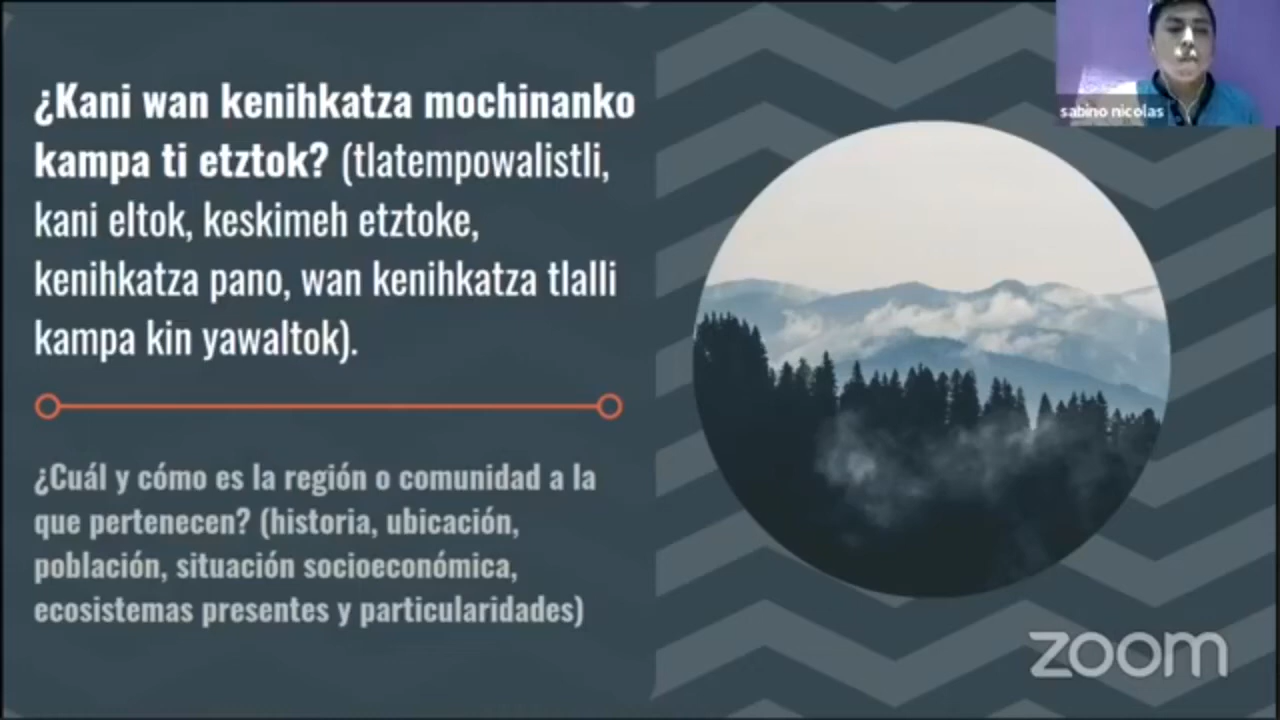 ¿Kani wan kenihkatza mochinanko
kampa ti etztok? (tlatempowalistli,
kani eltok, keskimeh etztoke,
kenihkatza pano, wan kenihkatza tlalli
kampa kin yawaltok).
¿Cuál y cómo es la región o comunidad a la
que pertenecen? (historia, ubicación,
población, situación socioeconómica,
ecosistemas presentes y particularidades)
sabino nicolas
zoom